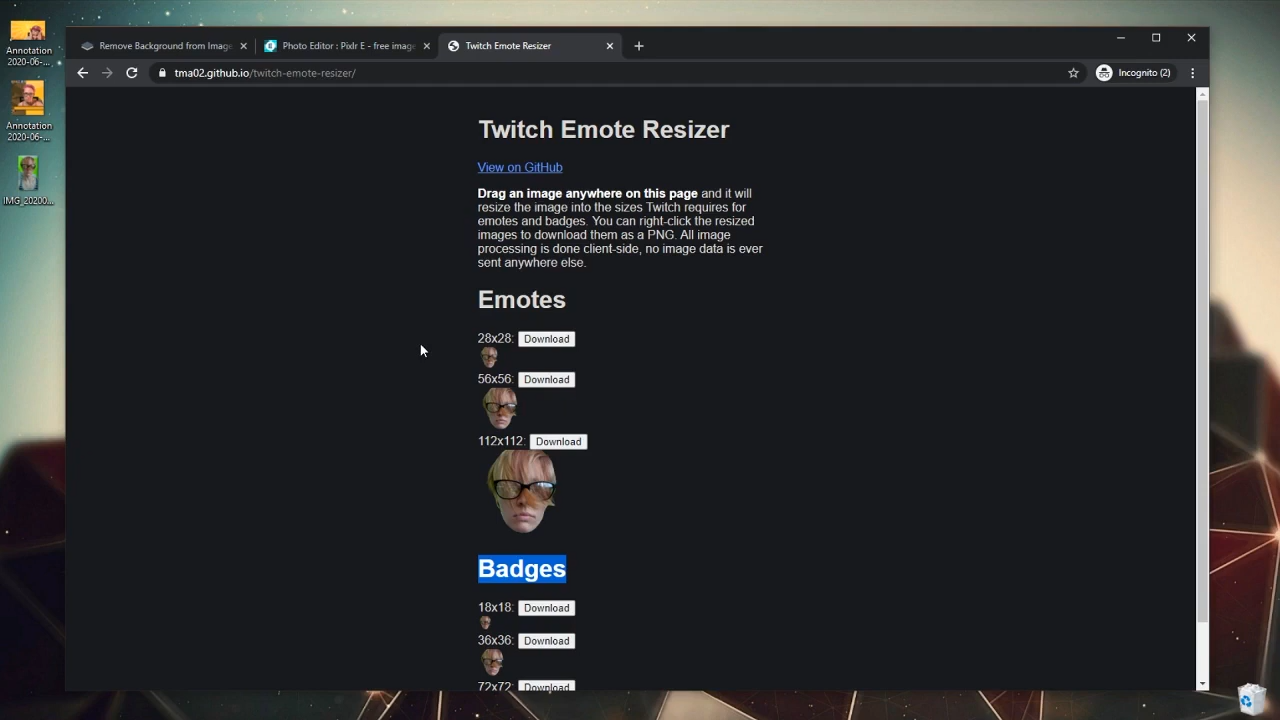 Annotation
2020-06-...
Annotation
2020-06-...
IMG_20200...
Remove Background from Image
Photo Editor : Pixlr E - free image
Twitch Emote Resizer
tma02.github.io/twitch-emote-resizer/
Incognito (2)
Twitch Emote Resizer
View on GitHub
Drag an image anywhere on this page and it will
resize the image into the sizes Twitch requires for
emotes and badges. You can right-click the resized
images to download them as a PNG. All image
processing is done client-side, no image data is ever
sent anywhere else.
Emotes
28x28: Download
56x56: Download
112x112: Download
Badges
18x18: Download
36x36: Download
72x72: Download